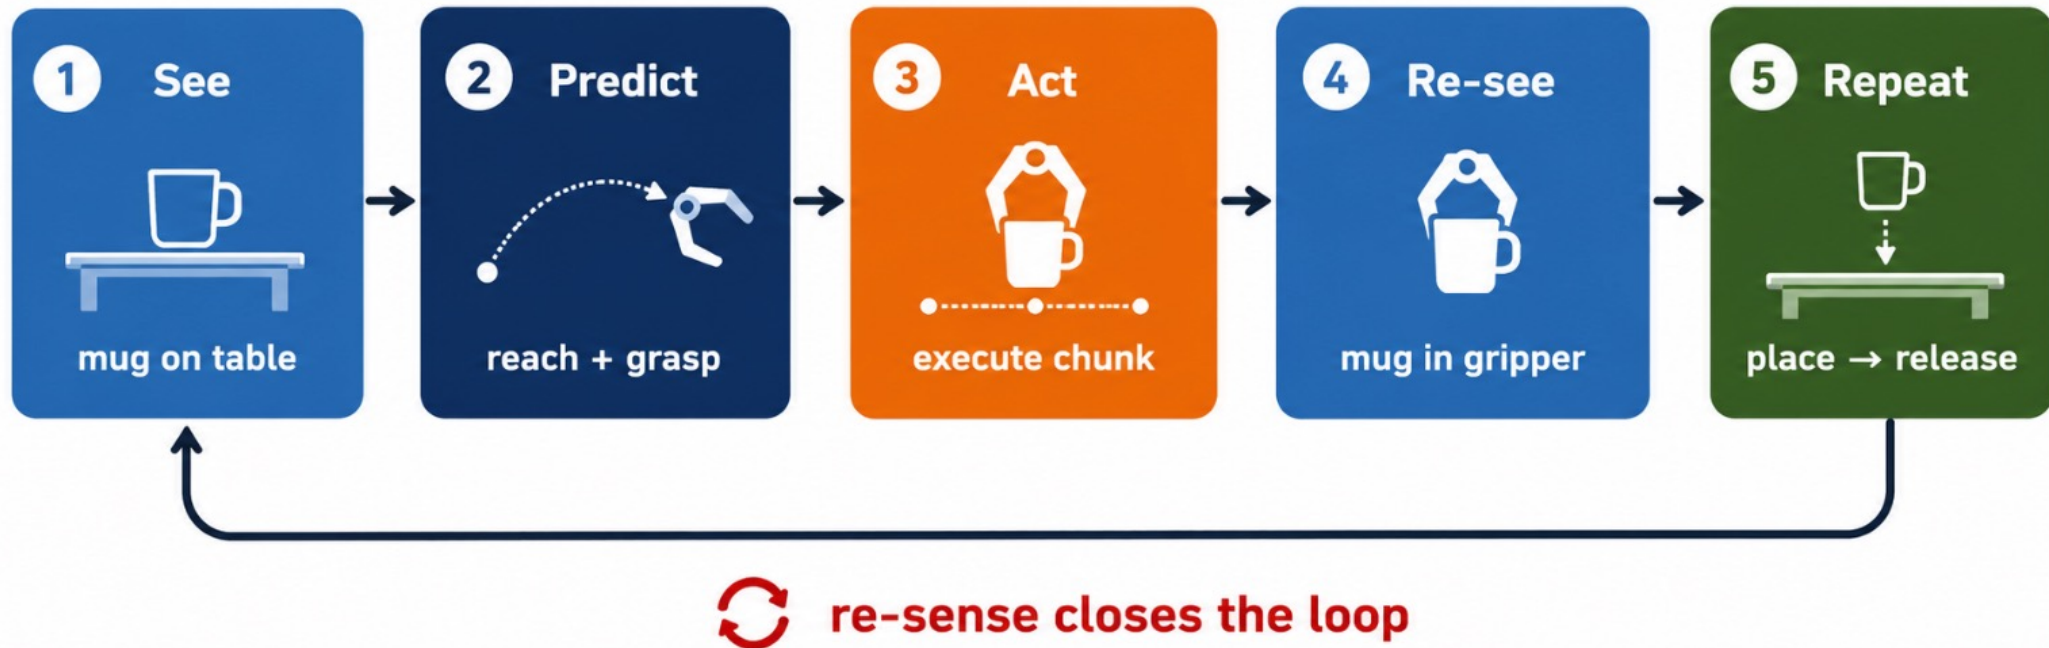 1 See
mug on table
2 Predict
reach + grasp
3 Act
execute chunk
4 Re-see
mug in gripper
5 Repeat
place → release
re-sense closes the loop